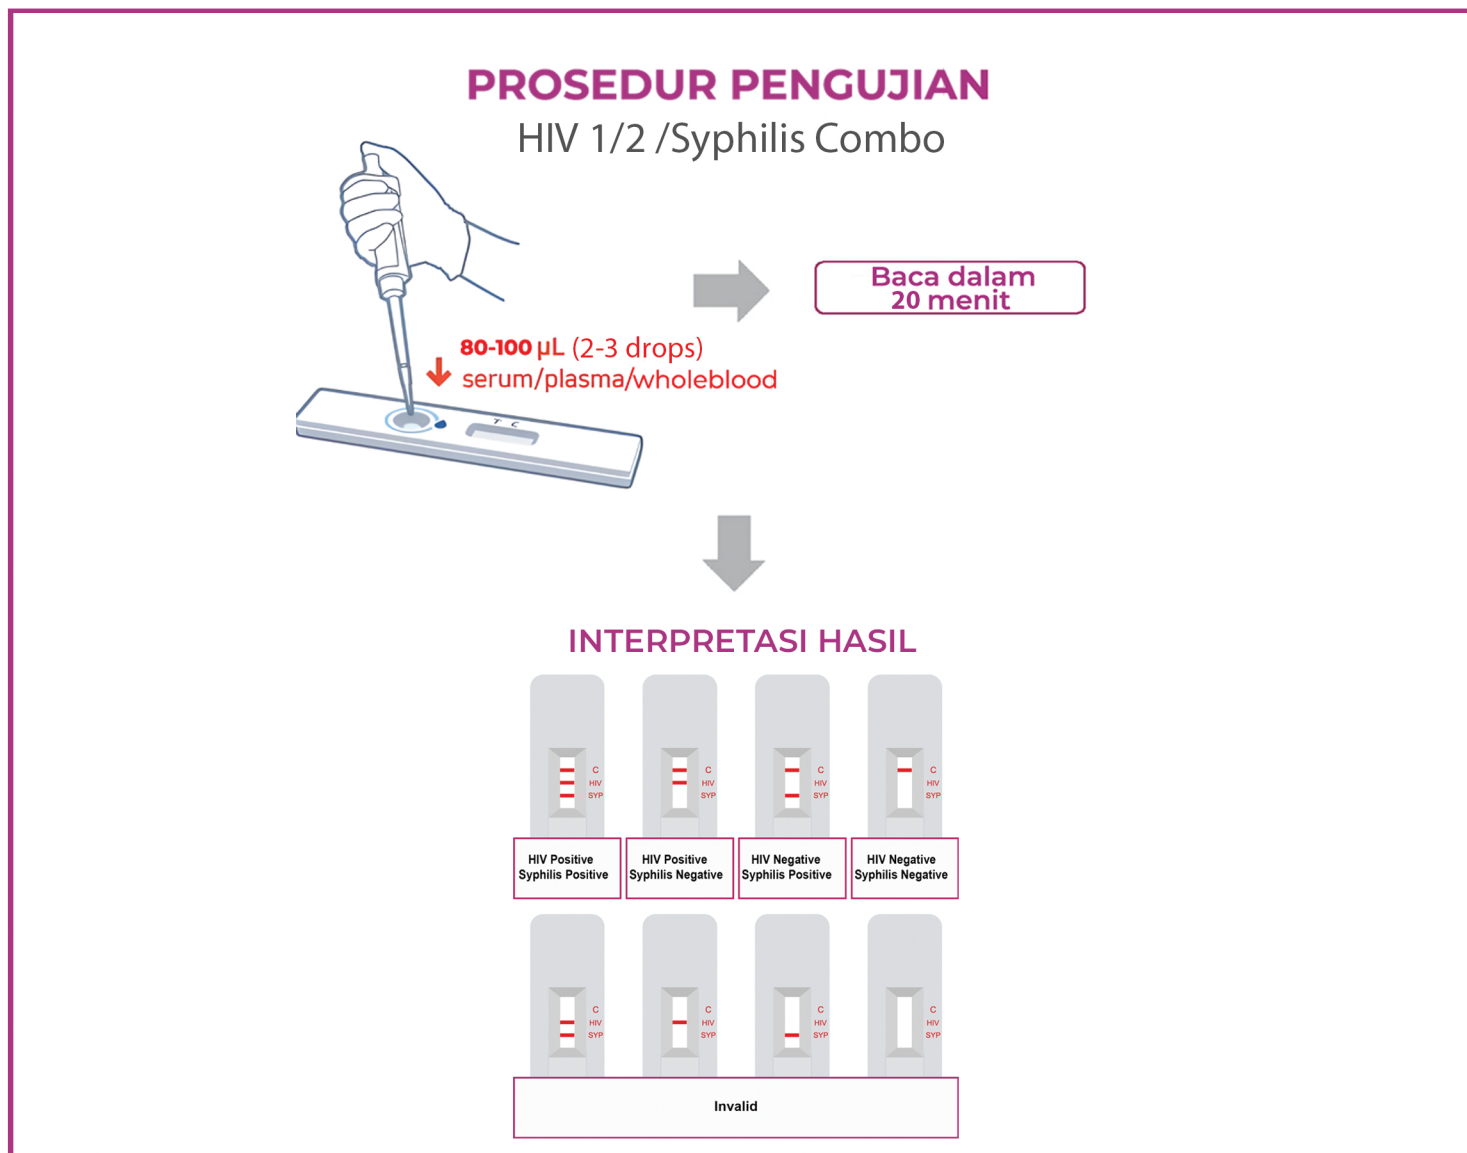 PROSEDUR PENGUJIAN
HIV 1/2 /Syphilis Combo
Baca dalam
20 menit
80-100 µL (2-3 drops)
serum/plasma/wholeblood
T C
INTERPRETASI HASIL
C
HIV
SYP
C
HIV
SYP
C
HIV
SYP
C
HIV
SYP
HIV Positive
Syphilis Positive
HIV Positive
Syphilis Negative
HIV Negative
Syphilis Positive
HIV Negative
Syphilis Negative
C
HIV
SYP
C
HIV
SYP
C
HIV
SYP
C
HIV
SYP
Invalid